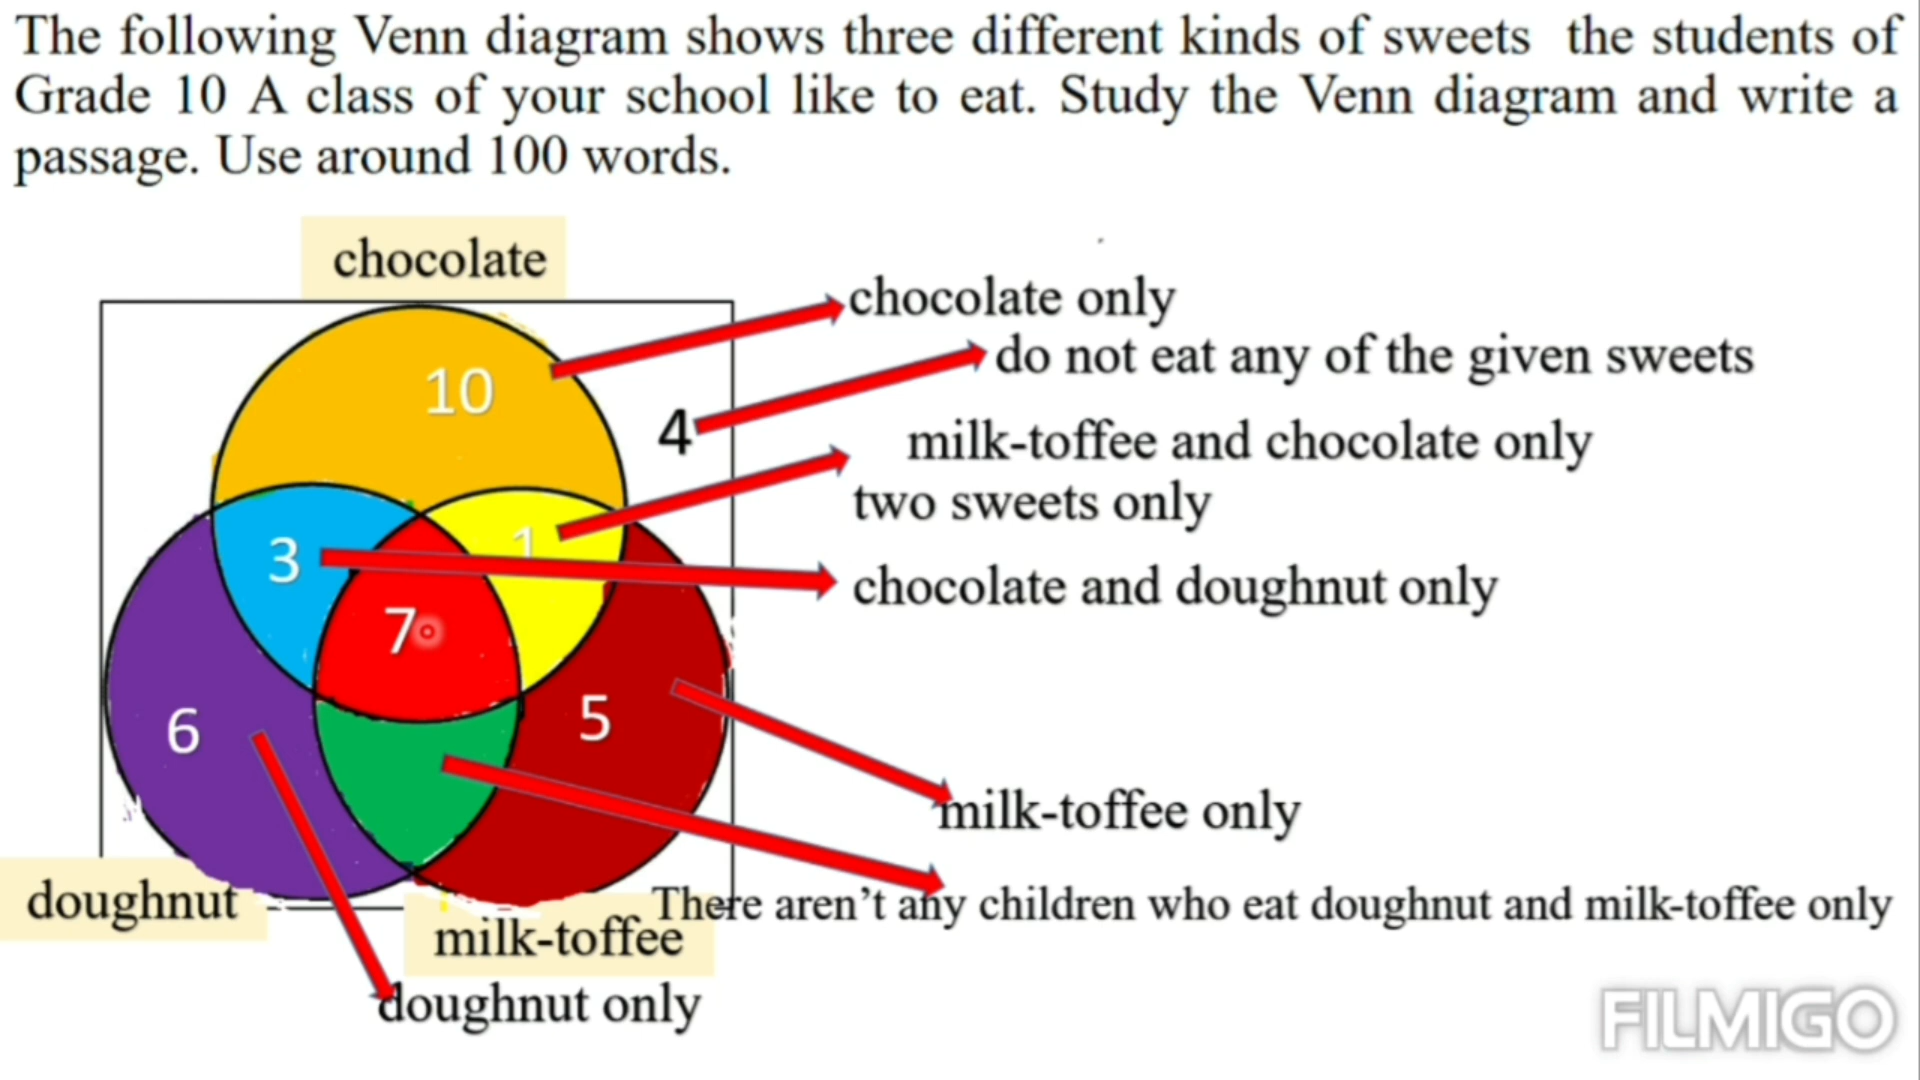 The following Venn diagram shows three different kinds of sweets the students of
Grade 10 A class of your school like to eat. Study the Venn diagram and write a
passage. Use around 100 words.
chocolate
chocolate only
do not eat any of the given sweets
10
4
milk-toffee and chocolate only
two sweets only
1
3
chocolate and doughnut only
7
6
5
milk-toffee only
There aren't any children who eat doughnut and milk-toffee only
doughnut
milk-toffee
doughnut only
FILMIGO